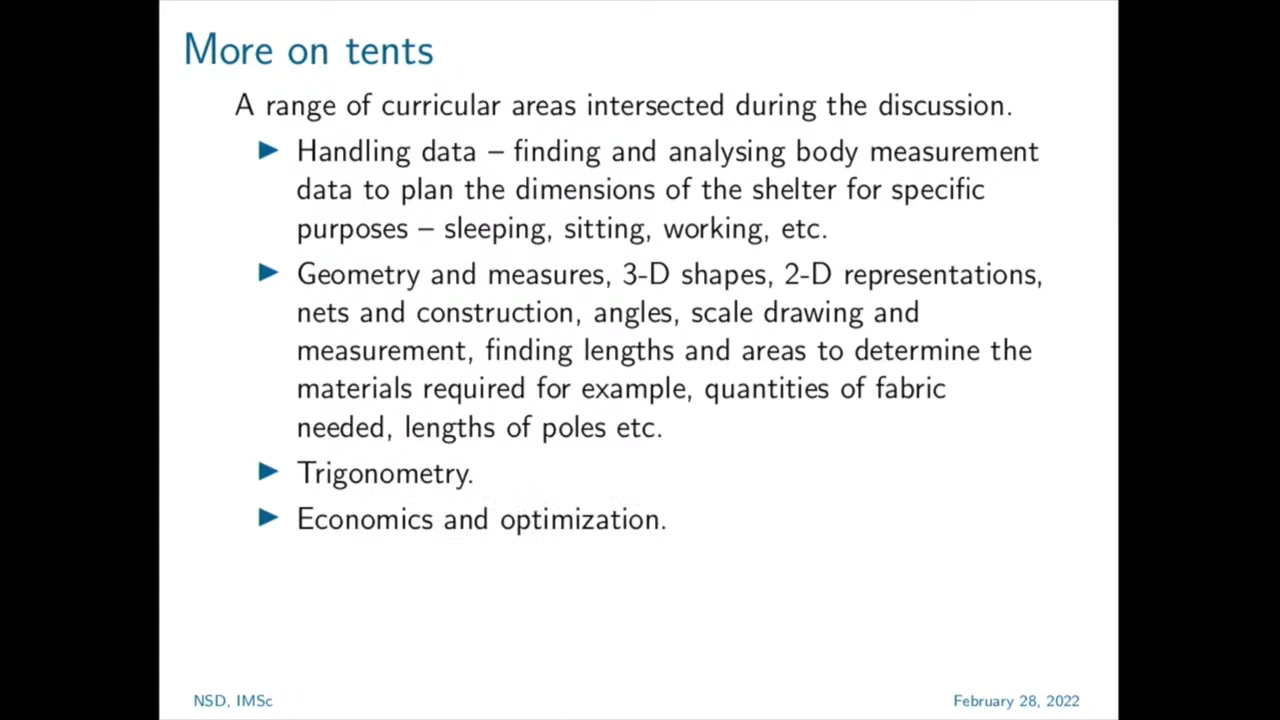 More on tents
A range of curricular areas intersected during the discussion.
▶ Handling data – finding and analysing body measurement
data to plan the dimensions of the shelter for specific
purposes – sleeping, sitting, working, etc.
▶ Geometry and measures, 3-D shapes, 2-D representations,
nets and construction, angles, scale drawing and
measurement, finding lengths and areas to determine the
materials required for example, quantities of fabric
needed, lengths of poles etc.
▶ Trigonometry.
▶ Economics and optimization.
NSD, IMSc
February 28, 2022